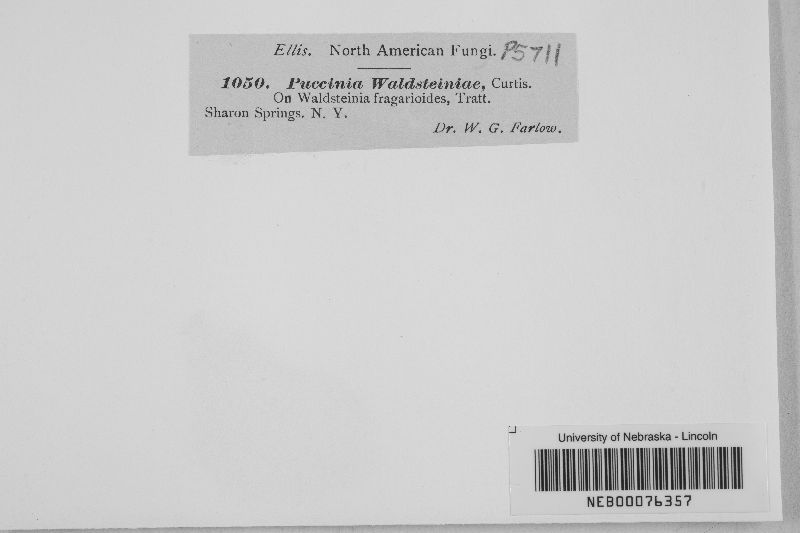 Ellis. North American Fungi. P5711
1050. Puccinia Waldsteiniae, Curtis.
On Waldsteinia fragarioides, Tratt.
Sharon Springs. N. Y.
Dr. W. G. Farlow.
University of Nebraska - Lincoln
NEB00076357